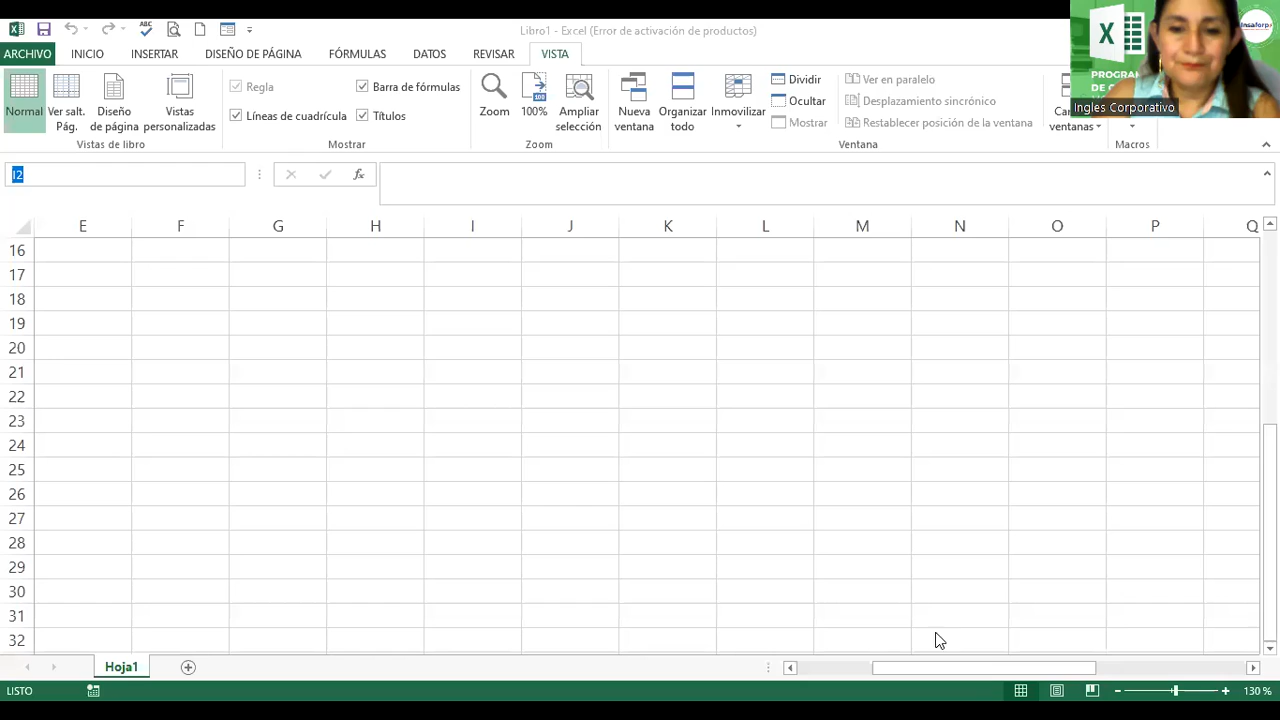 Libro1 - Excel (Error de activación de productos)
ABC
ARCHIVO INICIO INSERTAR DISEÑO DE PÁGINA FÓRMULAS DATOS REVISAR VISTA
Normal
Ver salt. Pág.
Diseño de página
Vistas personalizadas
Vistas de libro
Regla
Barra de fórmulas
Líneas de cuadrícula
Títulos
Mostrar
Zoom
100
100%
Ampliar selección
Zoom
Nueva ventana
Organizar todo
Inmovilizar
Dividir
Ocultar
Mostrar
Ver en paralelo
Desplazamiento sincrónico
Restablecer posición de la ventana
ventanas
Ventana
Macros
X
Insaforp
Ingles Corporativo
I2
fx
E F G H I J K L M N O P Q
16
17
18
19
20
21
22
23
24
25
26
27
28
29
30
31
32
Hoja1
LISTO
130 %